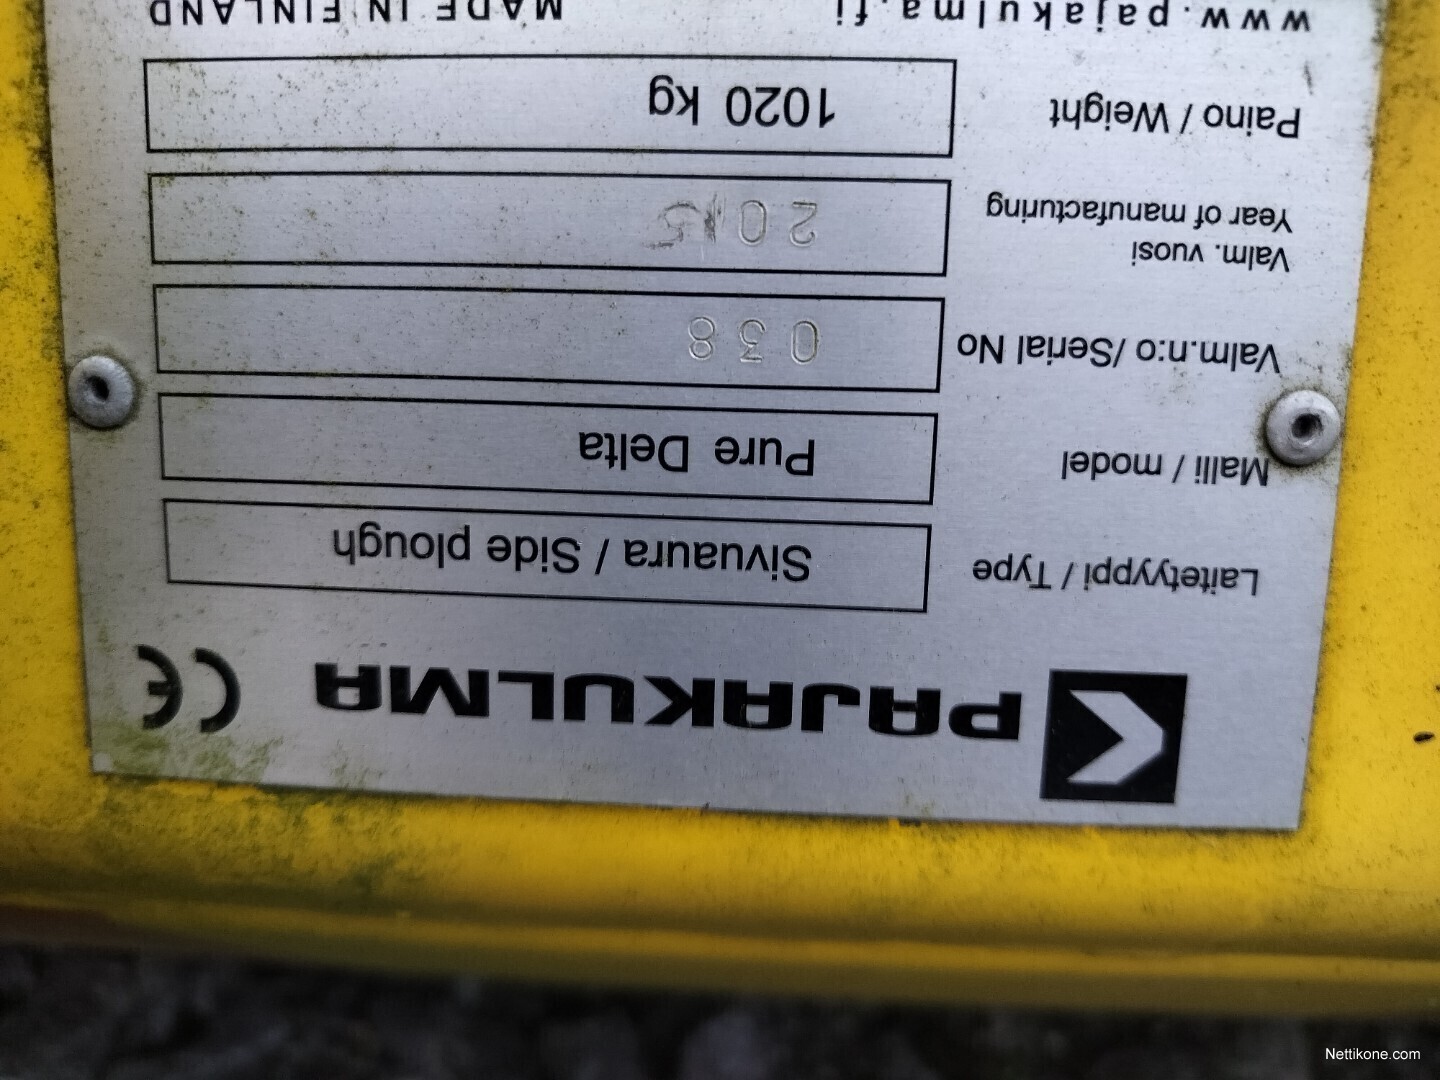 PAJAKULMA CE
Laitetyyppi / Type Sivuaura / Side plough
Malli / model Pure Delta
Valm.n:o /Serial No 038
Valm. vuosi
Year of manufacturing 2015
Paino / Weight 1020 kg
www.pajakulma.fi MADE IN FINLAND
Nettikone.com